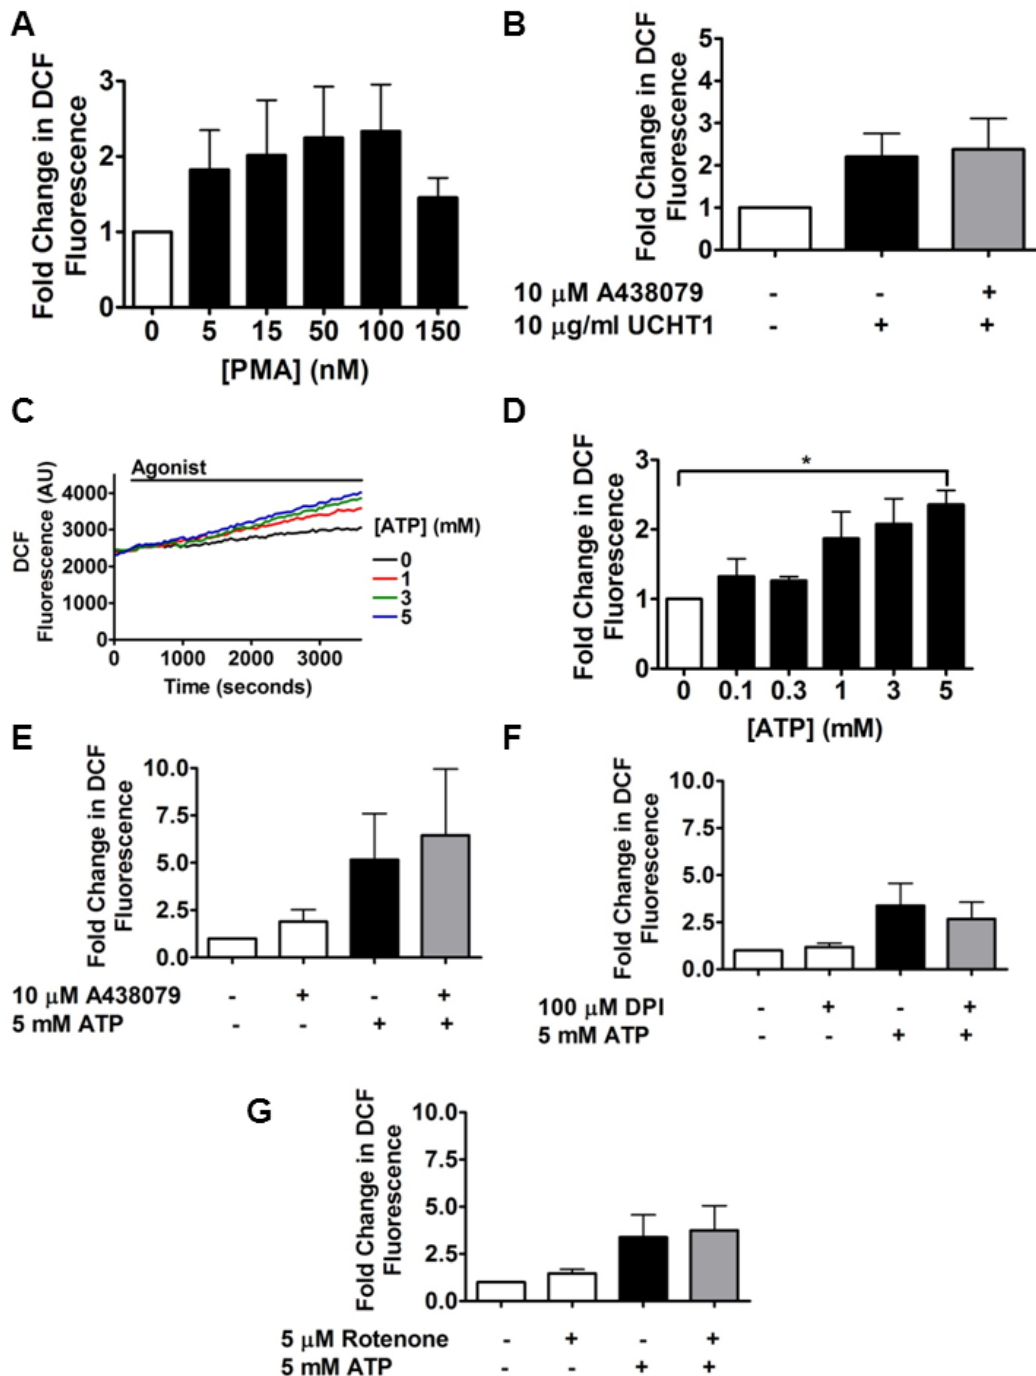 A
Fold Change in DCF
Fluorescence
3
2
1
0
0 5 15 50 100 150
[PMA] (nM)
B
Fold Change in DCF
Fluorescence
5
4
3
2
1
0
10 μM A438079 - - +
10 μg/ml UCHT1 - + +
C
DCF
Fluorescence (AU)
4000
3000
2000
1000
0
Agonist
0 1000 2000 3000
Time (seconds)
[ATP] (mM)
0
1
3
5
D
Fold Change in DCF
Fluorescence
3
2
1
0
*
0 0.1 0.3 1 3 5
[ATP] (mM)
E
Fold Change in DCF
Fluorescence
10.0
7.5
5.0
2.5
0.0
10 μM A438079 - + - +
5 mM ATP - - + +
F
Fold Change in DCF
Fluorescence
10.0
7.5
5.0
2.5
0.0
100 μM DPI - + - +
5 mM ATP - - + +
G
Fold Change in DCF
Fluorescence
10.0
7.5
5.0
2.5
0.0
5 μM Rotenone - + - +
5 mM ATP - - + +